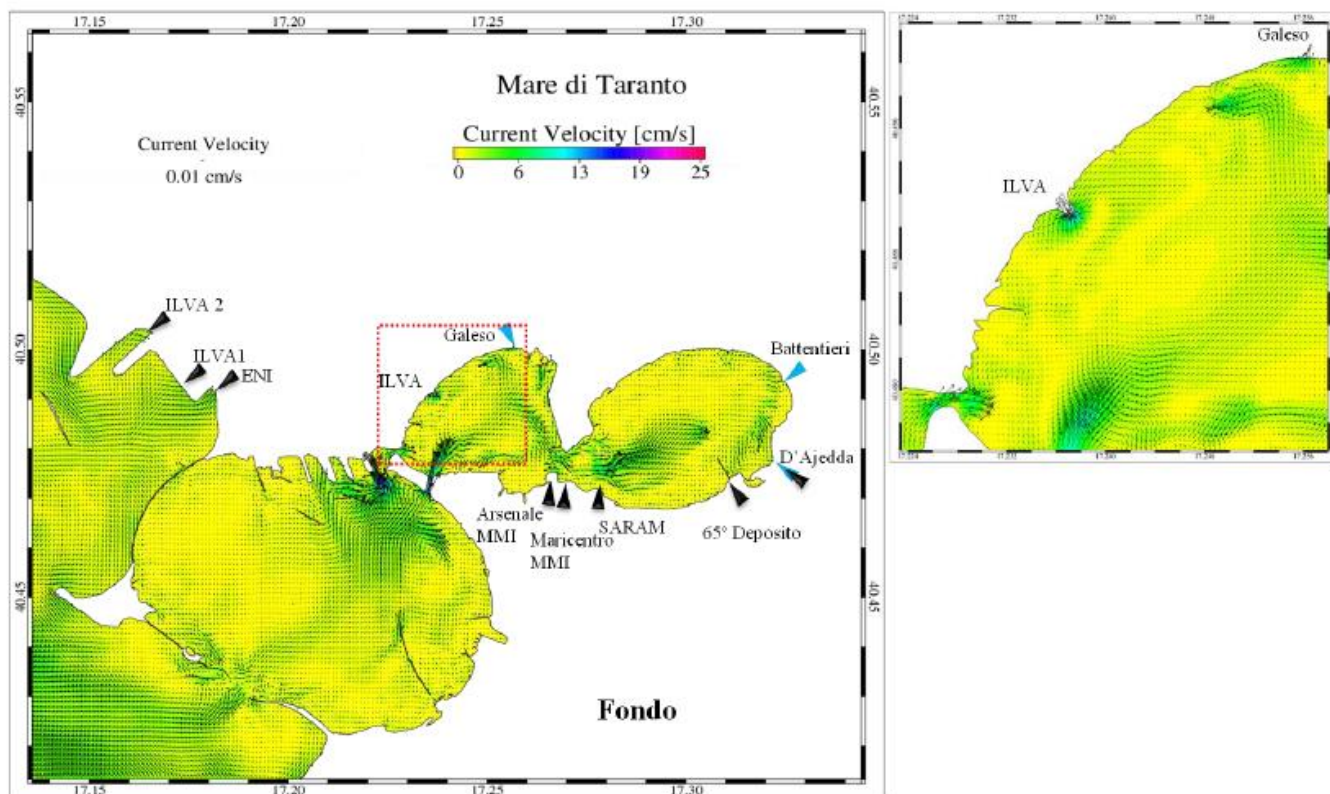 17.15 17.20 17.25 17.30
Mare di Taranto
Current Velocity [cm/s]
0 6 13 19 25
Current Velocity
0.01 cm/s
40.55
40.55
ILVA 2
ILVA1
ENI
40.50
40.50
Galeso
ILVA
Battentieri
D'Ajedda
65° Deposito
SARAM
Maricentro
MMI
Arsenale
MMI
40.45
40.45
Fondo
17.15 17.20 17.25 17.30
Galeso
ILVA